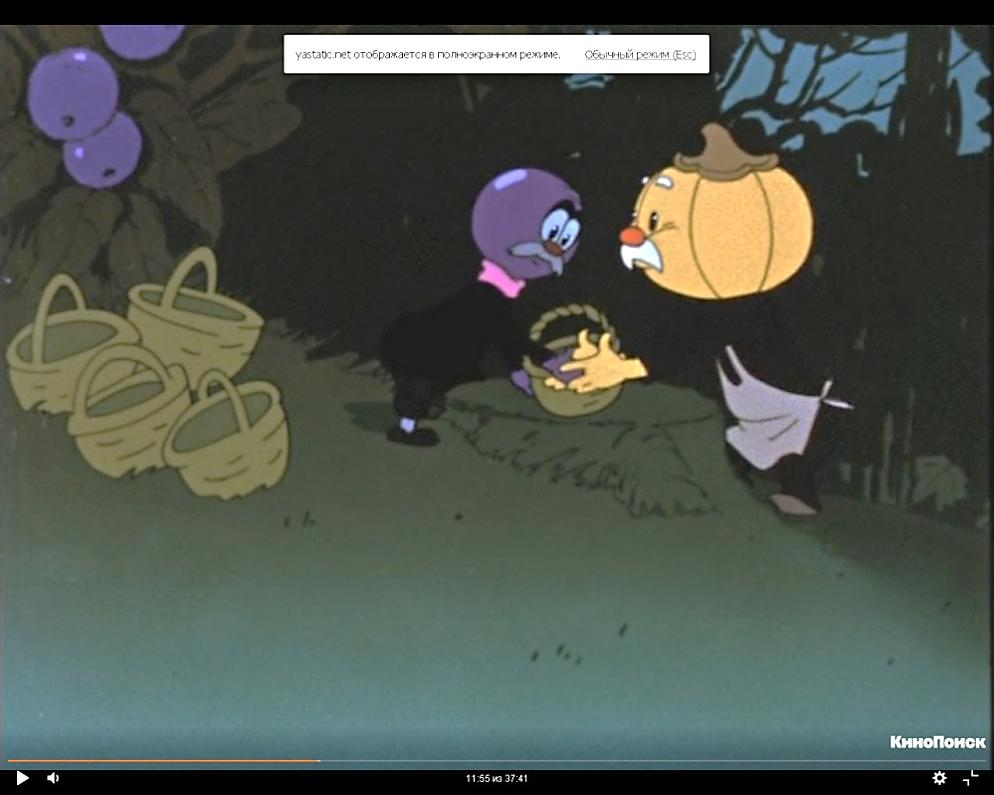 yastatic.net отображается в полноэкранном режиме. Обычный режим (Esc)
КиноПоиск
11:55 из 37:41